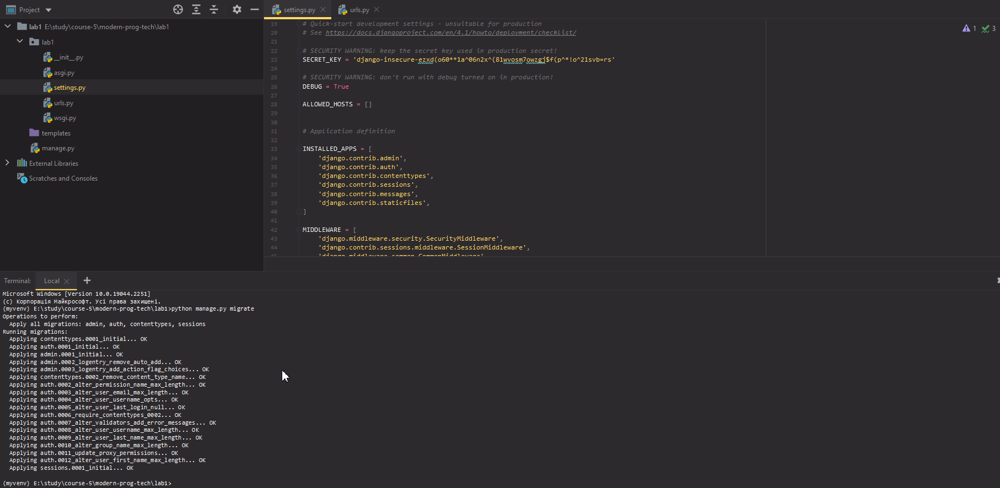 Project
lab1 E:\study\course-5\modern-prog-tech\lab1
lab1
__init__.py
asgi.py
settings.py
urls.py
wsgi.py
templates
manage.py
External Libraries
Scratches and Consoles
settings.py
urls.py
1 3
19 # Quick-start development settings - unsuitable for production
20 # See https://docs.djangoproject.com/en/4.1/howto/deployment/checklist/
21
22 # SECURITY WARNING: keep the secret key used in production secret!
23 SECRET_KEY = 'django-insecure-ezxd(o60**1a^06n2x^(81wvosm7owzgj$f(p^*!o^21svb=rs'
24
25 # SECURITY WARNING: don't run with debug turned on in production!
26 DEBUG = True
27
28 ALLOWED_HOSTS = []
29
30
31 # Application definition
32
33 INSTALLED_APPS = [
34 'django.contrib.admin',
35 'django.contrib.auth',
36 'django.contrib.contenttypes',
37 'django.contrib.sessions',
38 'django.contrib.messages',
39 'django.contrib.staticfiles',
40 ]
41
42 MIDDLEWARE = [
43 'django.middleware.security.SecurityMiddleware',
44 'django.contrib.sessions.middleware.SessionMiddleware',
45 'django.middleware.common.CommonMiddleware'
Terminal: Local
Microsoft Windows [Version 10.0.19044.2251]
(c) Корпорація Майкрософт. Усі права захищені.
(myvenv) E:\study\course-5\modern-prog-tech\lab1>python manage.py migrate
Operations to perform:
Apply all migrations: admin, auth, contenttypes, sessions
Running migrations:
Applying contenttypes.0001_initial... OK
Applying auth.0001_initial... OK
Applying admin.0001_initial... OK
Applying admin.0002_logentry_remove_auto_add... OK
Applying admin.0003_logentry_add_action_flag_choices... OK
Applying contenttypes.0002_remove_content_type_name... OK
Applying auth.0002_alter_permission_name_max_length... OK
Applying auth.0003_alter_user_email_max_length... OK
Applying auth.0004_alter_user_username_opts... OK
Applying auth.0005_alter_user_last_login_null... OK
Applying auth.0006_require_contenttypes_0002... OK
Applying auth.0007_alter_validators_add_error_messages... OK
Applying auth.0008_alter_user_username_max_length... OK
Applying auth.0009_alter_user_last_name_max_length... OK
Applying auth.0010_alter_group_name_max_length... OK
Applying auth.0011_update_proxy_permissions... OK
Applying auth.0012_alter_user_first_name_max_length... OK
Applying sessions.0001_initial... OK
(myvenv) E:\study\course-5\modern-prog-tech\lab1>